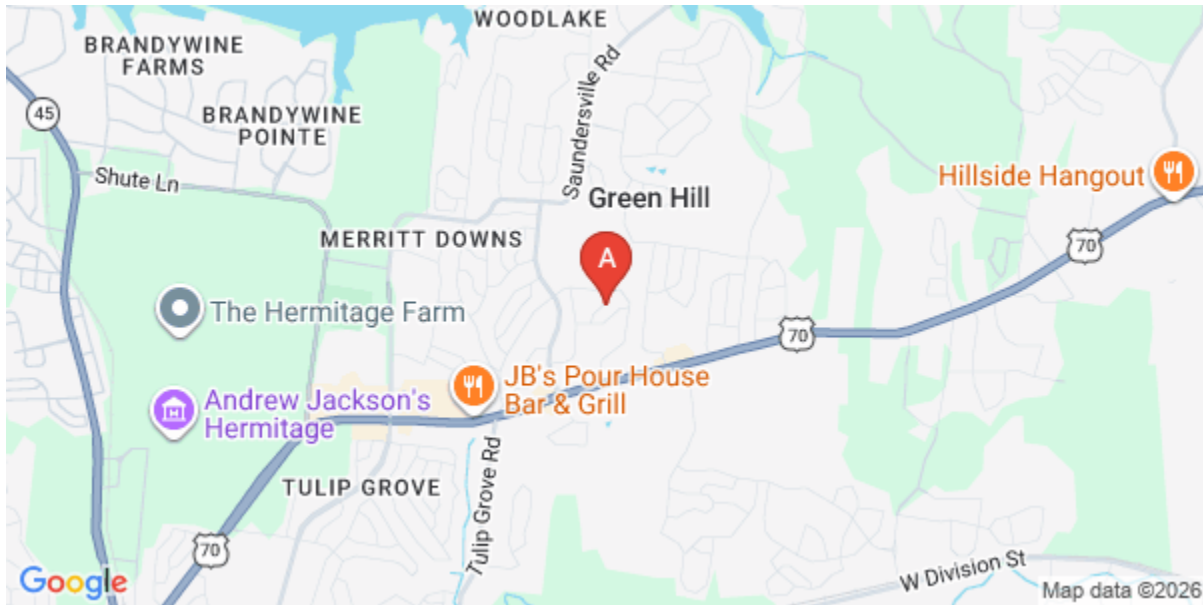 WOODLAKE
BRANDYWINE
FARMS
45
BRANDYWINE
POINTE
Saundersville Rd
Shute Ln
Hillside Hangout
Green Hill
MERRITT DOWNS
70
A
The Hermitage Farm
70
JB's Pour House
Bar & Grill
Andrew Jackson's
Hermitage
TULIP GROVE
Tulip Grove Rd
70
W Division St
Google
Map data ©2026